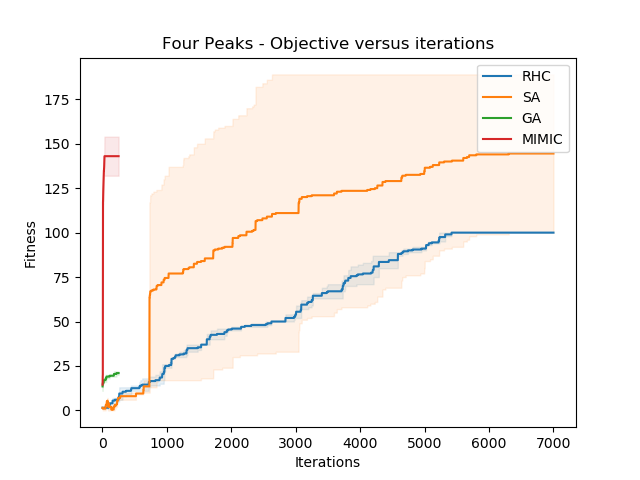 Four Peaks - Objective versus iterations
RHC
SA
GA
MIMIC
175
150
125
100
75
50
25
0
Fitness
0 1000 2000 3000 4000 5000 6000 7000
Iterations